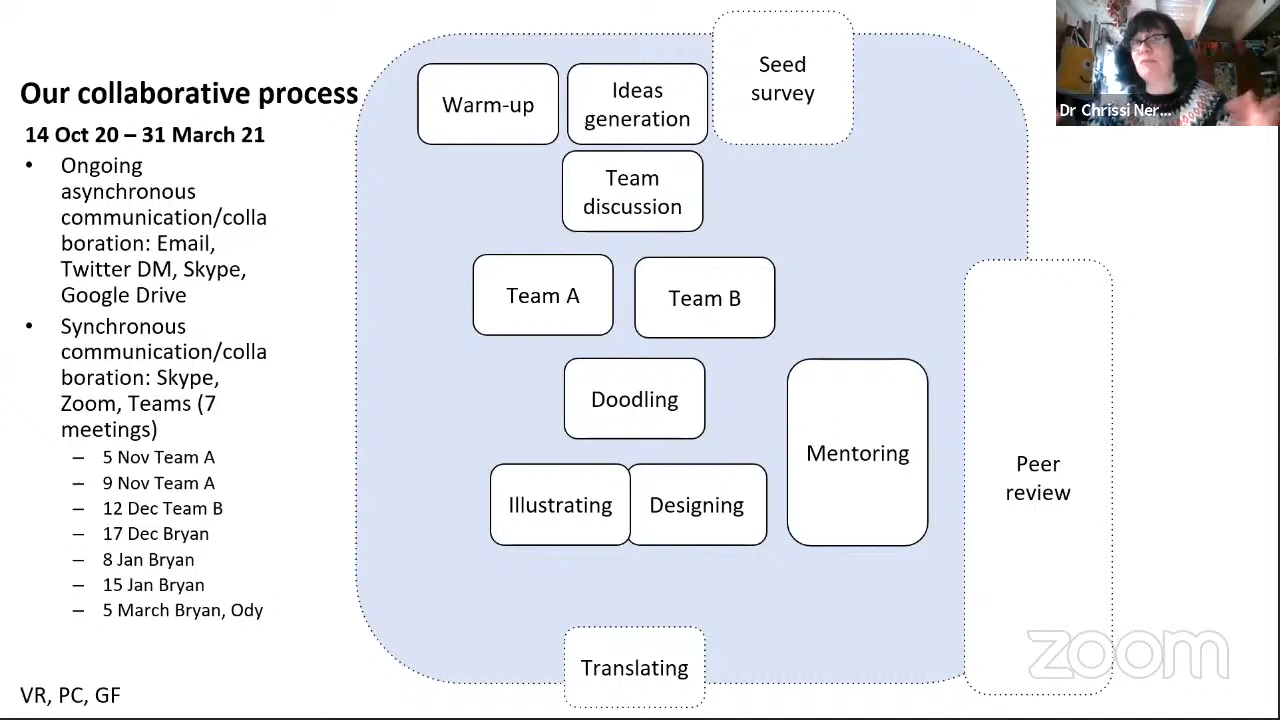 Our collaborative process
14 Oct 20 – 31 March 21
• Ongoing
asynchronous
communication/colla
boration: Email,
Twitter DM, Skype,
Google Drive
• Synchronous
communication/colla
boration: Skype,
Zoom, Teams (7
meetings)
– 5 Nov Team A
– 9 Nov Team A
– 12 Dec Team B
– 17 Dec Bryan
– 8 Jan Bryan
– 15 Jan Bryan
– 5 March Bryan, Ody
VR, PC, GF
Warm-up
Ideas
generation
Seed
survey
Team
discussion
Team A
Team B
Doodling
Mentoring
Illustrating
Designing
Peer
review
Translating
Dr Chrissi Ner...
zoom